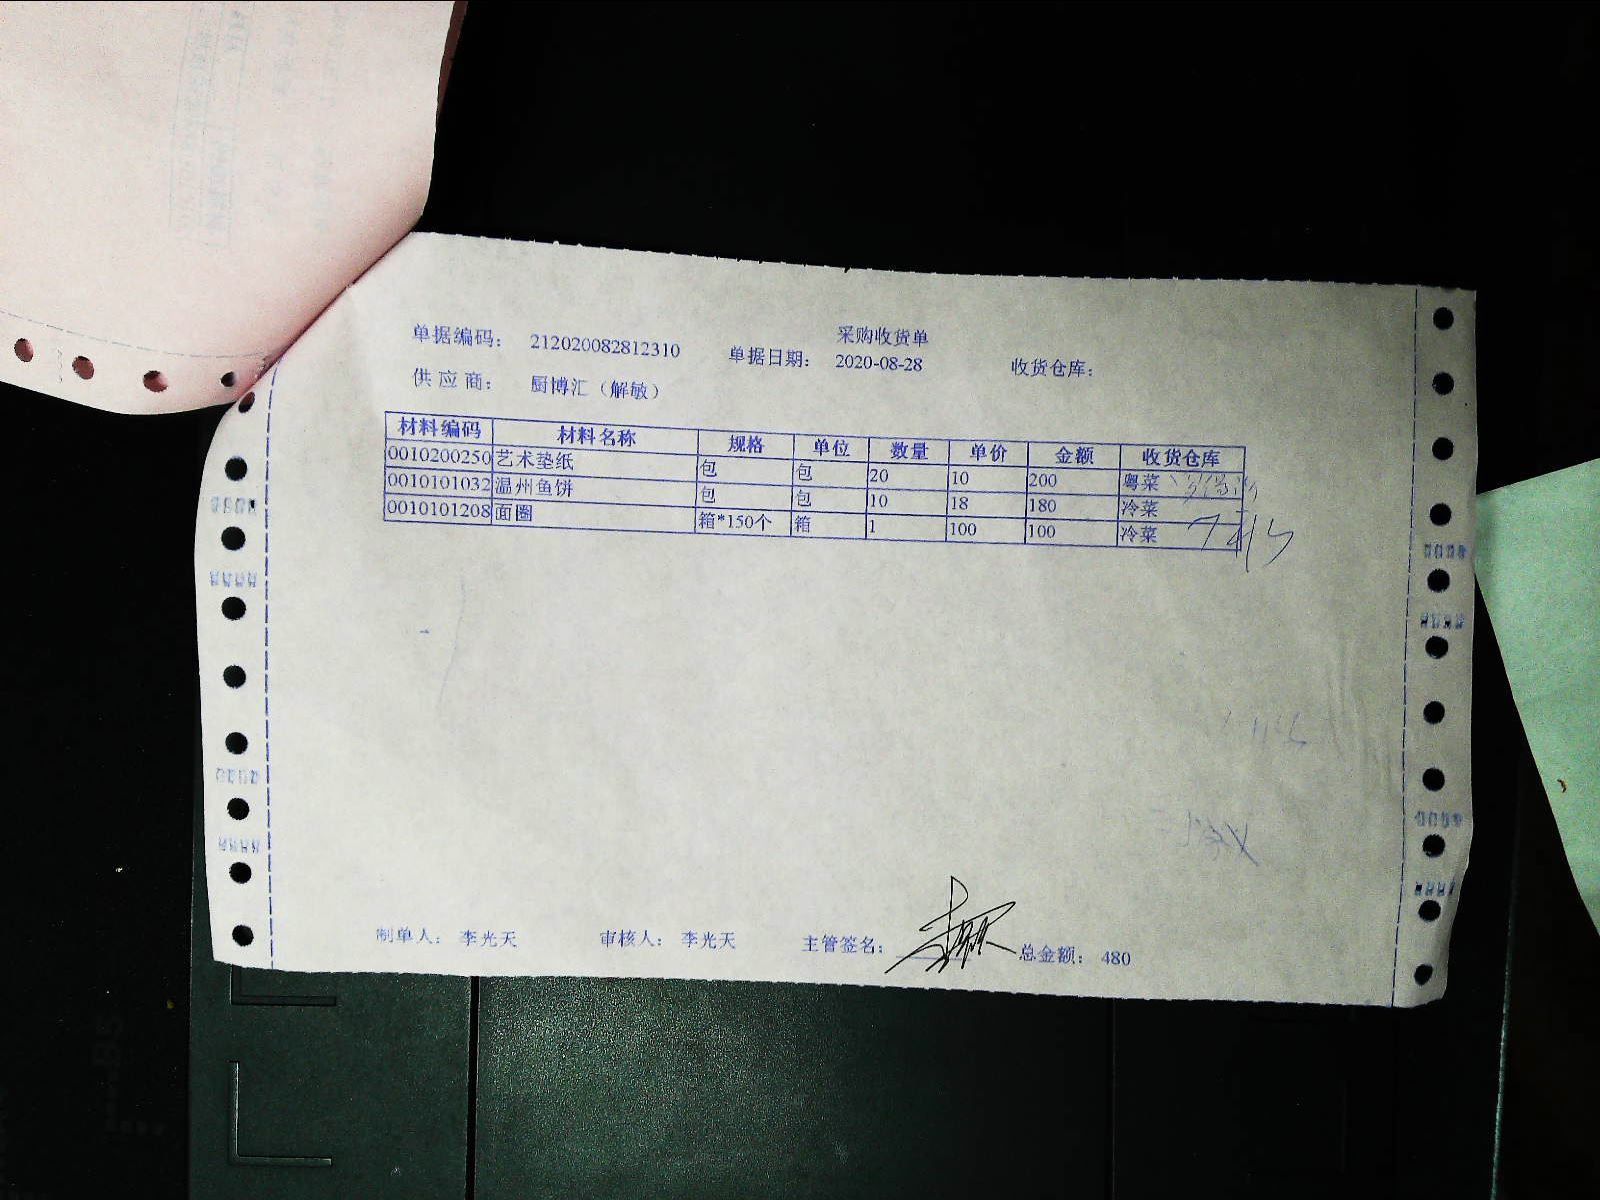 采购收货单
单据编码： 212020082812310 单据日期： 2020-08-28 收货仓库：
供 应 商： 厨博汇（解敏）
材料编码 材料名称 规格 单位 数量 单价 金额 收货仓库
0010200250 艺术垫纸 包 包 20 10 200 粤菜
0010101032 温州鱼饼 包 包 10 18 180 冷菜
0010101208 面圈 箱*150个 箱 1 100 100 冷菜
制单人： 李光天 审核人： 李光天 主管签名： 总金额： 480